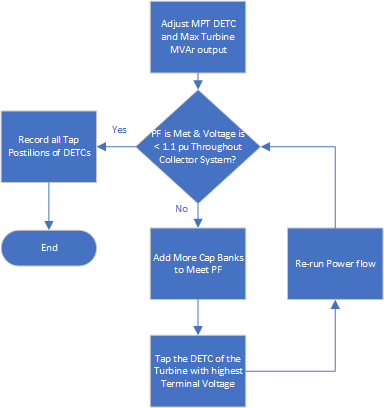 Adjust MPT DETC
and Max Turbine
MVAr output
PF is Met & Voltage is
< 1.1 pu Throughout
Collector System?
Yes
Record all Tap
Postilions of DETCs
End
No
Add More Cap Banks
to Meet PF
Re-run Power flow
Tap the DETC of the
Turbine with highest
Terminal Voltage